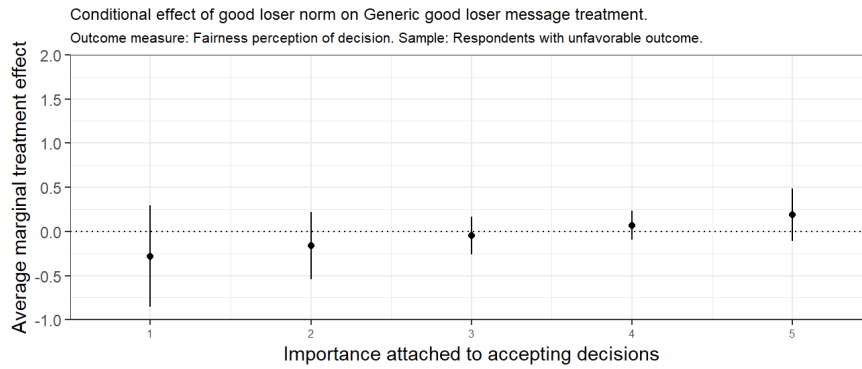 Conditional effect of good loser norm on Generic good loser message treatment.
Outcome measure: Fairness perception of decision. Sample: Respondents with unfavorable outcome.
Average marginal treatment effect
2.0
1.5
1.0
0.5
0.0
-0.5
-1.0
1 2 3 4 5
Importance attached to accepting decisions